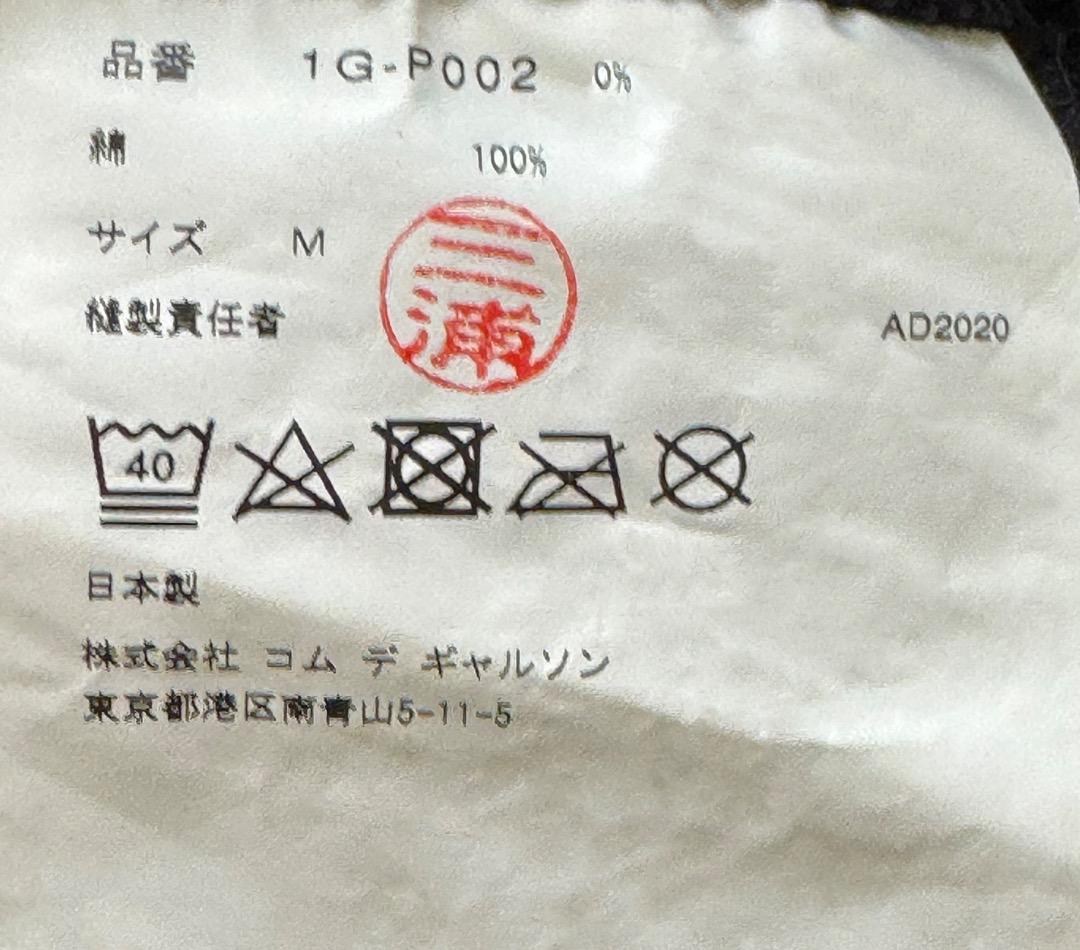 品番 1G-P002 0%
綿 100%
サイズ M
三浦
縫製責任者 AD2020
40
日本製
株式会社 コム デ ギャルソン
東京都港区南青山5-11-5